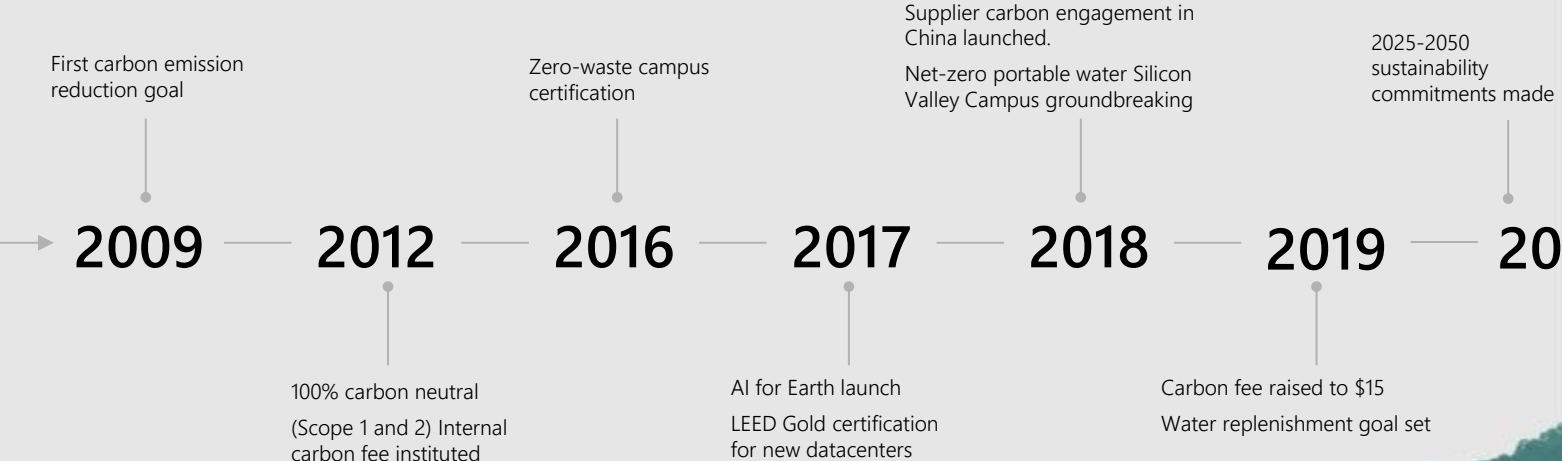 Supplier carbon engagement in
China launched.
Net-zero portable water Silicon
Valley Campus groundbreaking
2025-2050
sustainability
commitments made
First carbon emission
reduction goal
Zero-waste campus
certification
2009
2012
2016
2017
2018
2019
20
100% carbon neutral
(Scope 1 and 2) Internal
carbon fee instituted
AI for Earth launch
LEED Gold certification
for new datacenters
Carbon fee raised to $15
Water replenishment goal set